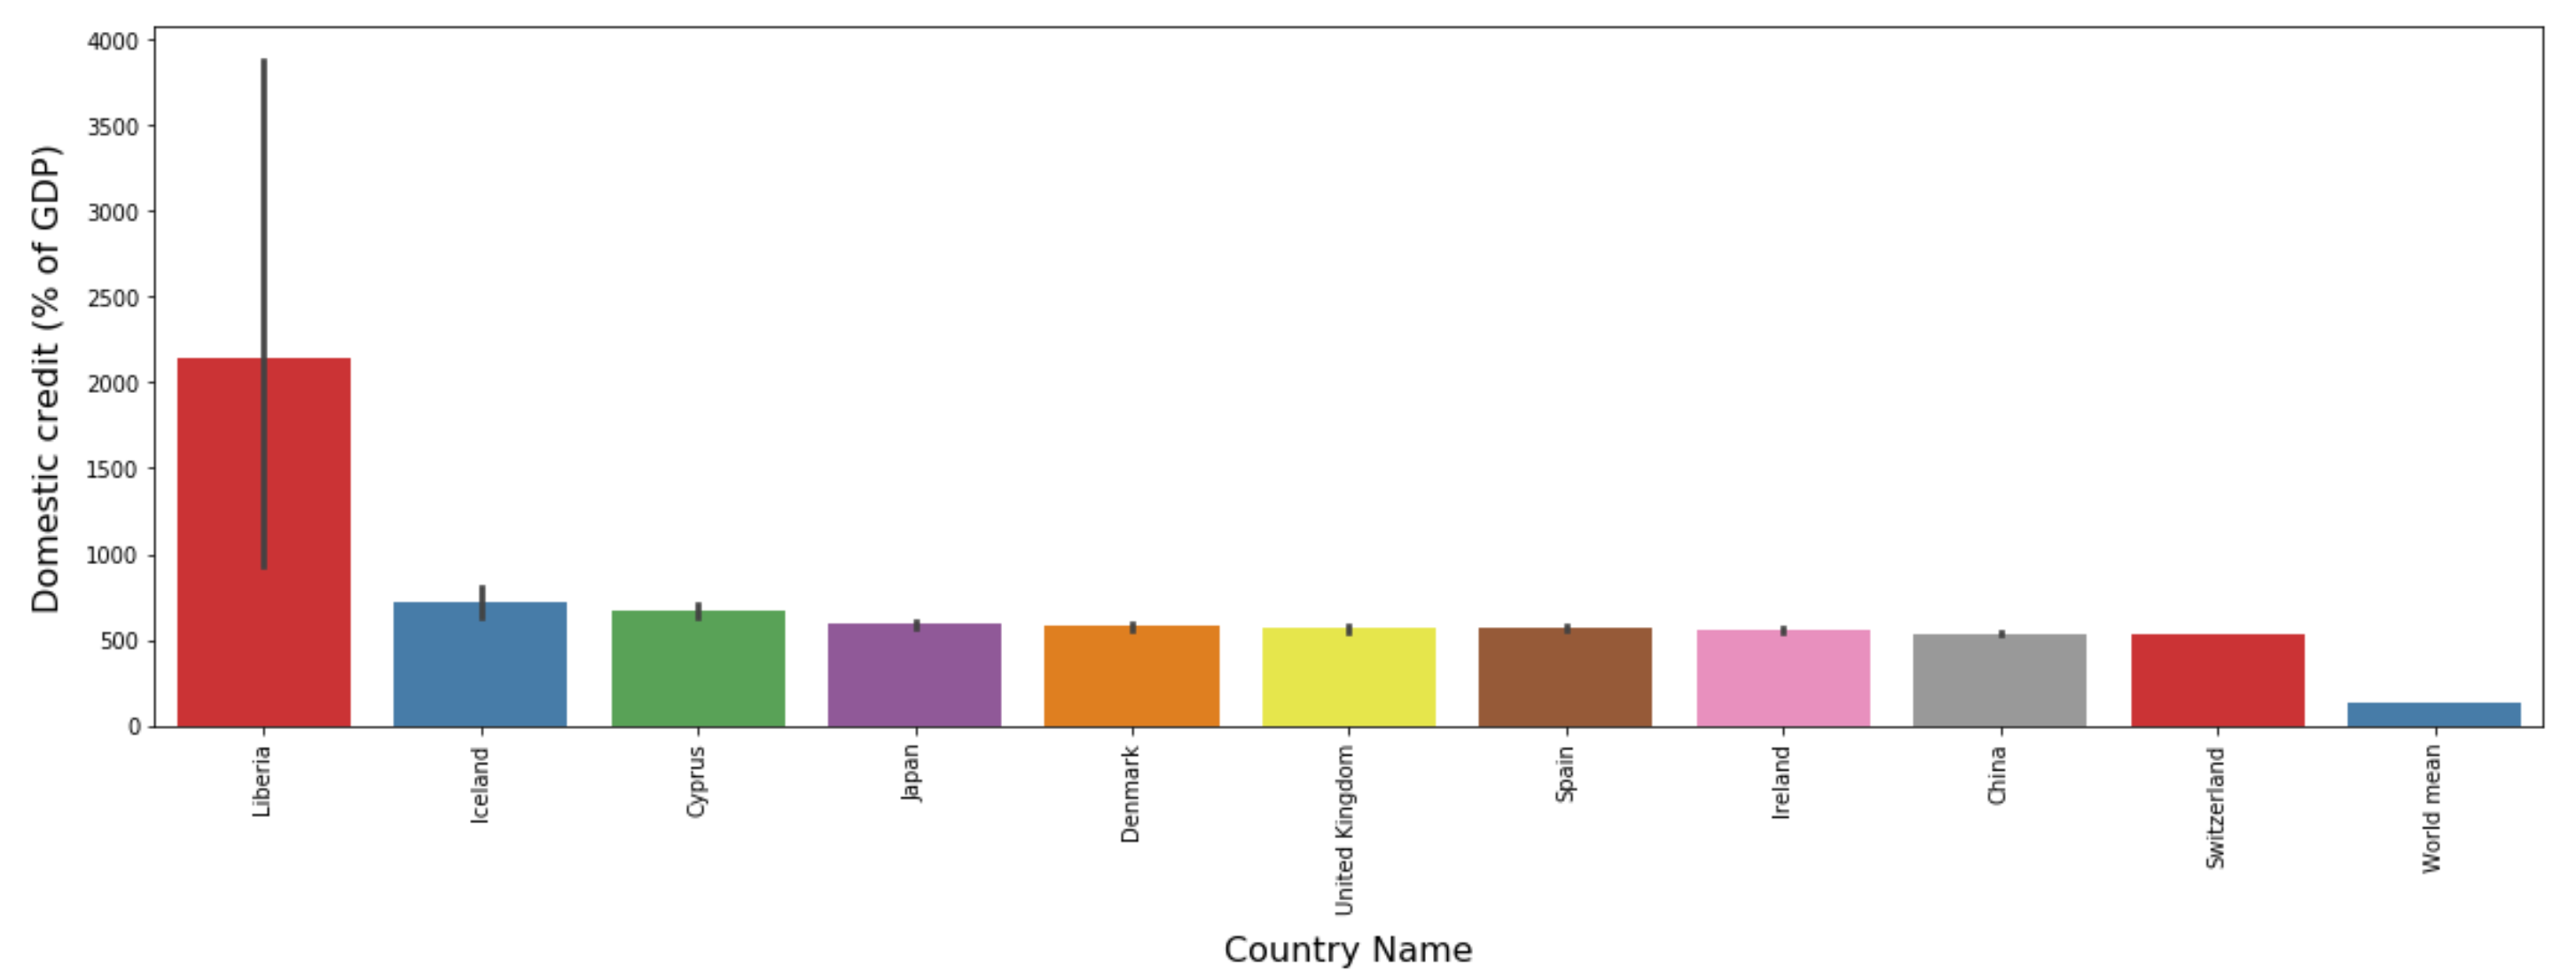 Domestic credit (% of GDP)
4000
3500
3000
2500
2000
1500
1000
500
0
Liberia
Iceland
Cyprus
Japan
Denmark
United Kingdom
Spain
Ireland
China
Switzerland
World mean
Country Name